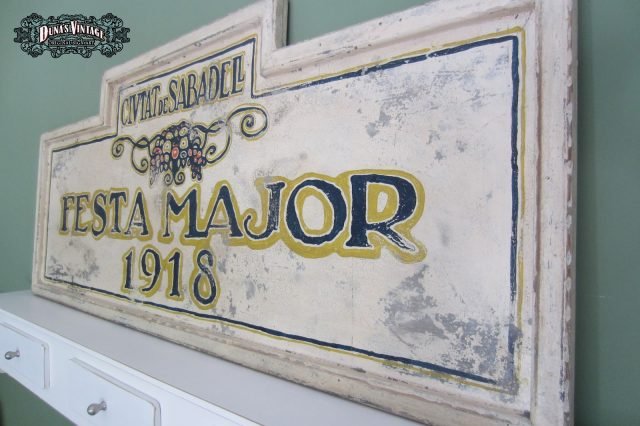 DUNA'S VINTAGE
CIVTAT DE SABADELL
FESTA MAJOR
1918